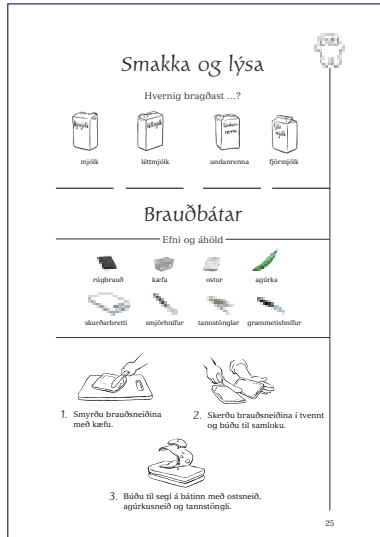 Smakka og lýsa
Hvernig bragðast ...?
mjólk léttmjólk undanrenna fjörmjólk
Brauðbátar
Efni og áhöld
rúgbrauð kæfa ostur agúrka
skurðarbretti smjörhnífur tannstönglar grænmetishnífur
1. Smyrðu brauðsneiðina
með kæfu.
2. Skerðu brauðsneiðina í tvennt
og búðu til samloku.
3. Búðu til segl á bátinn með ostsneið,
agúrkusneið og tannstöngli.
25